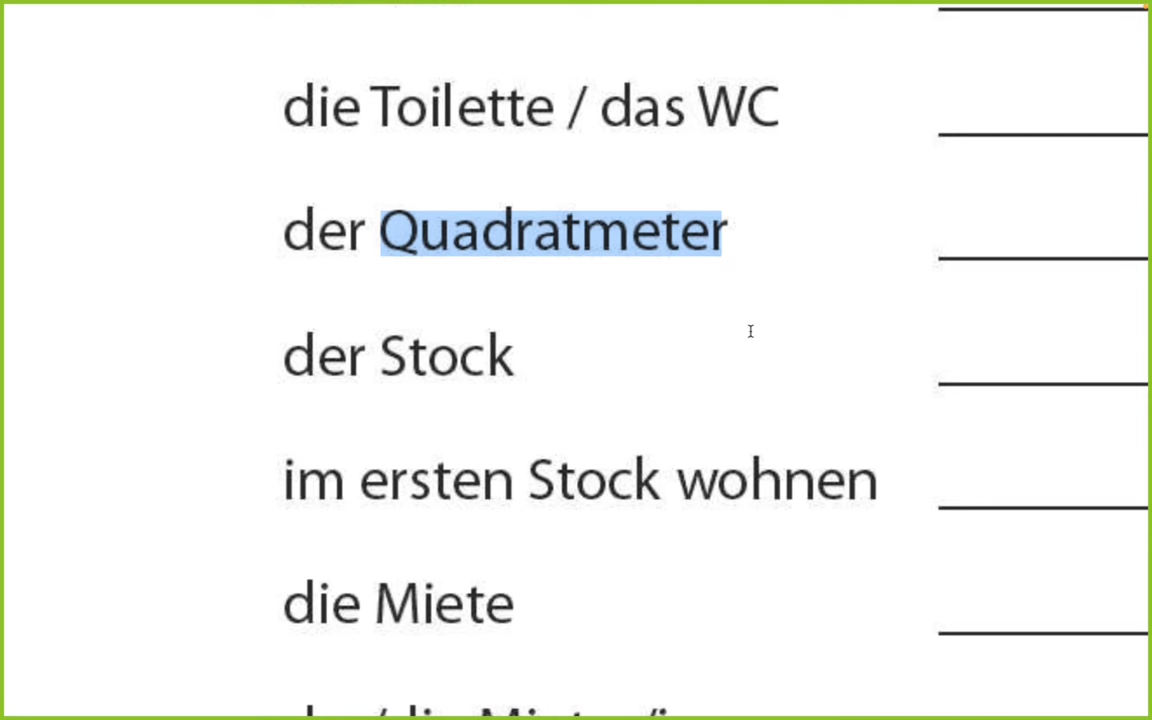 die Toilette / das WC
der Quadratmeter
der Stock
im ersten Stock wohnen
die Miete